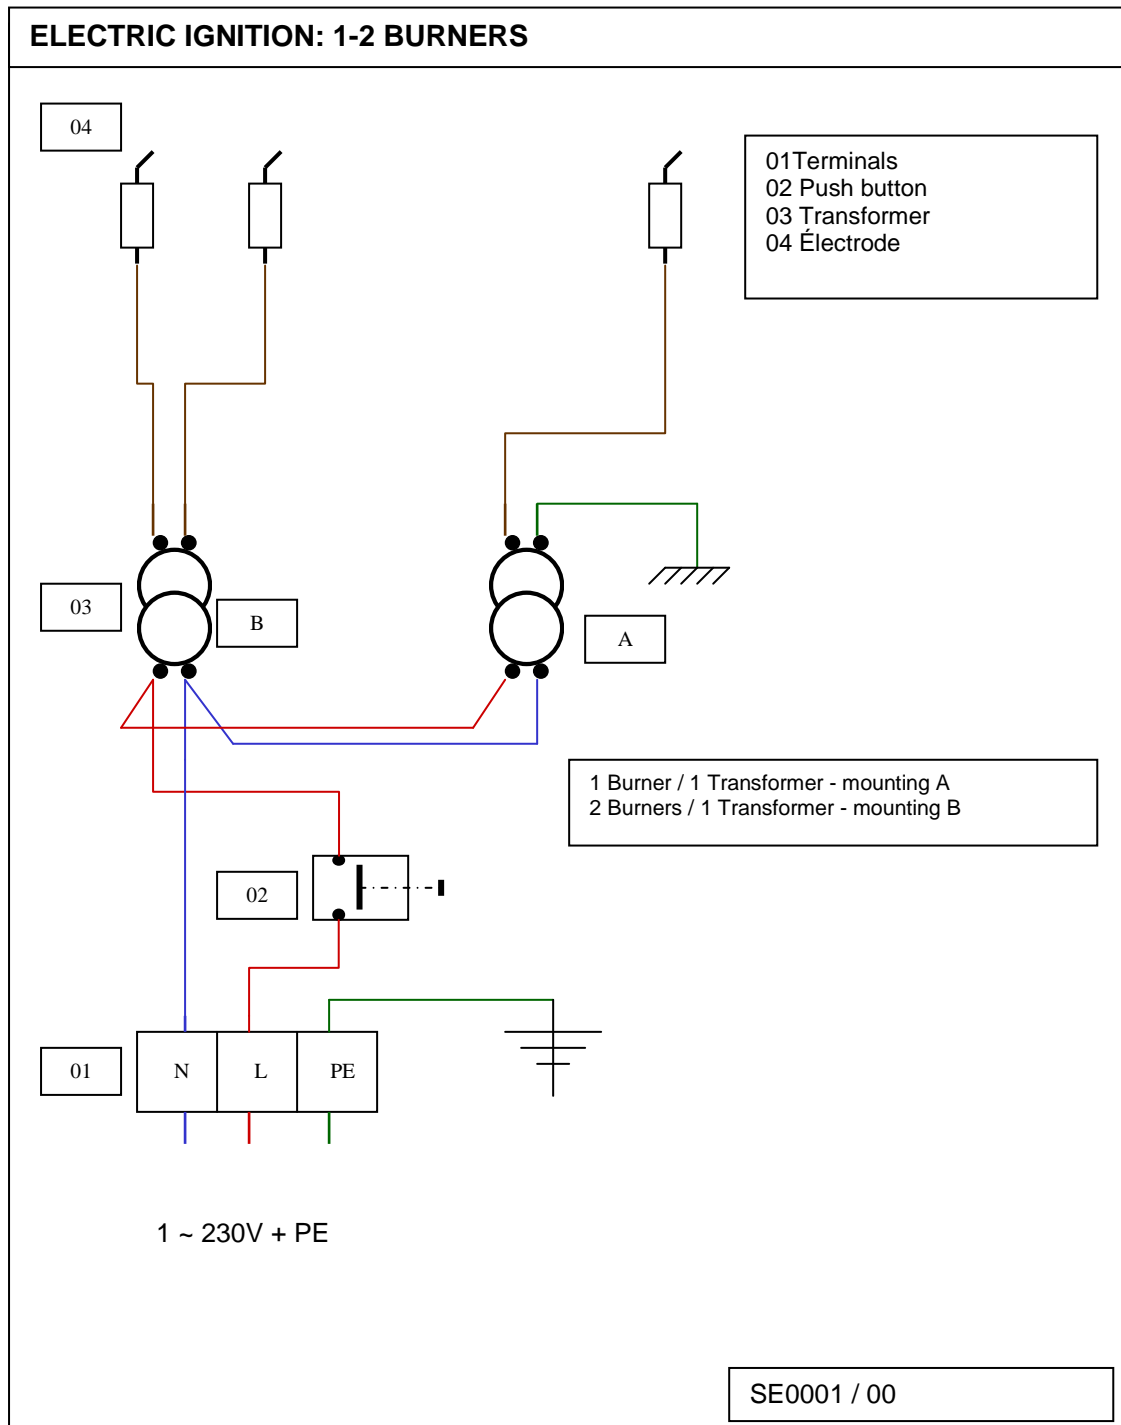 ELECTRIC IGNITION: 1-2 BURNERS
04
01Terminals
02 Push button
03 Transformer
04 Électrode
03
B
A
1 Burner / 1 Transformer - mounting A
2 Burners / 1 Transformer - mounting B
02
01
N
L
PE
1 ~ 230V + PE
SE0001 / 00